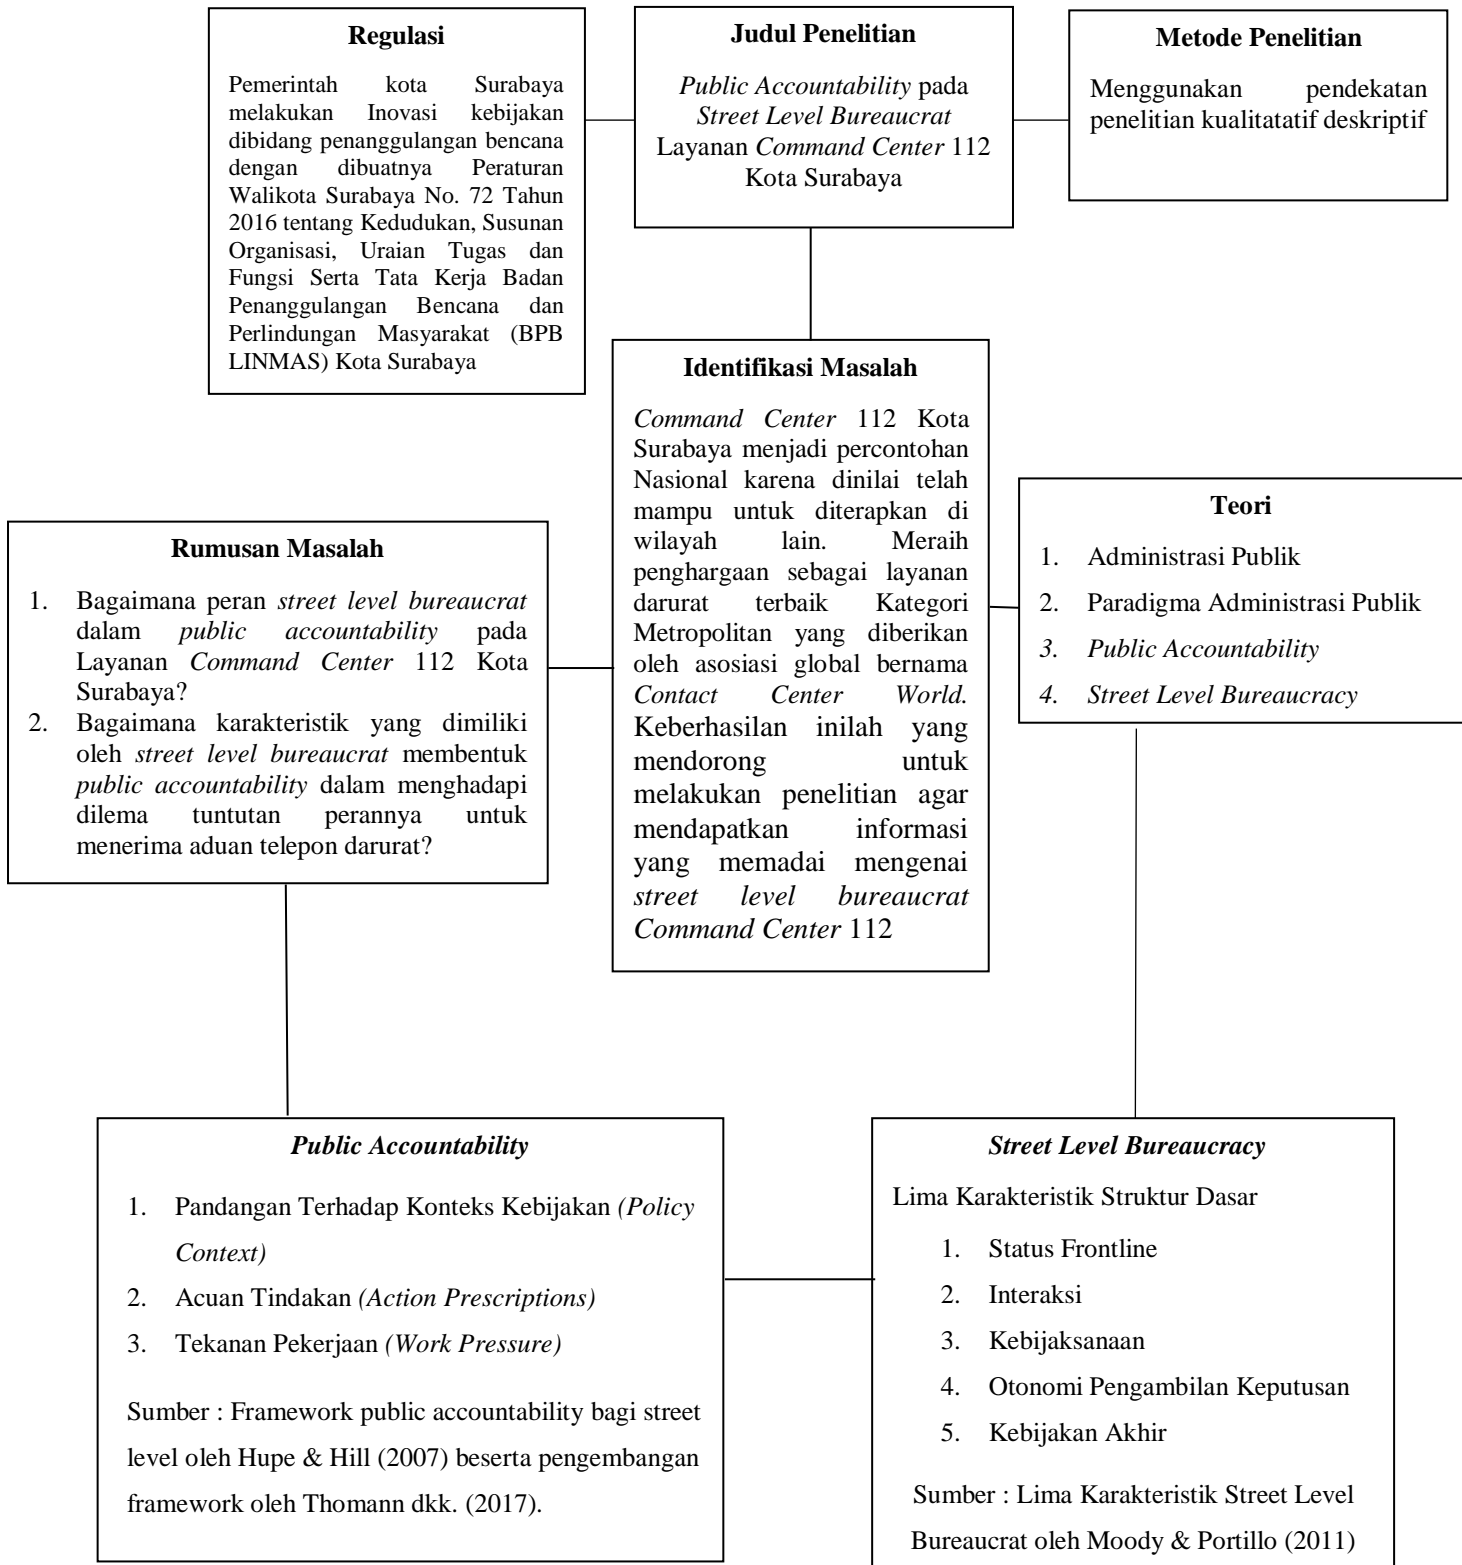 Regulasi
Pemerintah kota Surabaya
melakukan Inovasi kebijakan
dibidang penanggulangan bencana
dengan dibuatnya Peraturan
Walikota Surabaya No. 72 Tahun
2016 tentang Kedudukan, Susunan
Organisasi, Uraian Tugas dan
Fungsi Serta Tata Kerja Badan
Penanggulangan Bencana dan
Perlindungan Masyarakat (BPB
LINMAS) Kota Surabaya
Judul Penelitian
Public Accountability pada
Street Level Bureaucrat
Layanan Command Center 112
Kota Surabaya
Metode Penelitian
Menggunakan pendekatan
penelitian kualitatatif deskriptif
Identifikasi Masalah
Command Center 112 Kota
Surabaya menjadi percontohan
Nasional karena dinilai telah
mampu untuk diterapkan di
wilayah lain. Meraih
penghargaan sebagai layanan
darurat terbaik Kategori
Metropolitan yang diberikan
oleh asosiasi global bernama
Contact Center World.
Keberhasilan inilah yang
mendorong untuk
melakukan penelitian agar
mendapatkan informasi
yang memadai mengenai
street level bureaucrat
Command Center 112
Rumusan Masalah
1. Bagaimana peran street level bureaucrat
dalam public accountability pada
Layanan Command Center 112 Kota
Surabaya?
2. Bagaimana karakteristik yang dimiliki
oleh street level bureaucrat membentuk
public accountability dalam menghadapi
dilema tuntutan perannya untuk
menerima aduan telepon darurat?
Teori
1. Administrasi Publik
2. Paradigma Administrasi Publik
3. Public Accountability
4. Street Level Bureaucracy
Public Accountability
1. Pandangan Terhadap Konteks Kebijakan (Policy
Context)
2. Acuan Tindakan (Action Prescriptions)
3. Tekanan Pekerjaan (Work Pressure)
Sumber : Framework public accountability bagi street
level oleh Hupe & Hill (2007) beserta pengembangan
framework oleh Thomann dkk. (2017).
Street Level Bureaucracy
Lima Karakteristik Struktur Dasar
1. Status Frontline
2. Interaksi
3. Kebijaksanaan
4. Otonomi Pengambilan Keputusan
5. Kebijakan Akhir
Sumber : Lima Karakteristik Street Level
Bureaucrat oleh Moody & Portillo (2011)